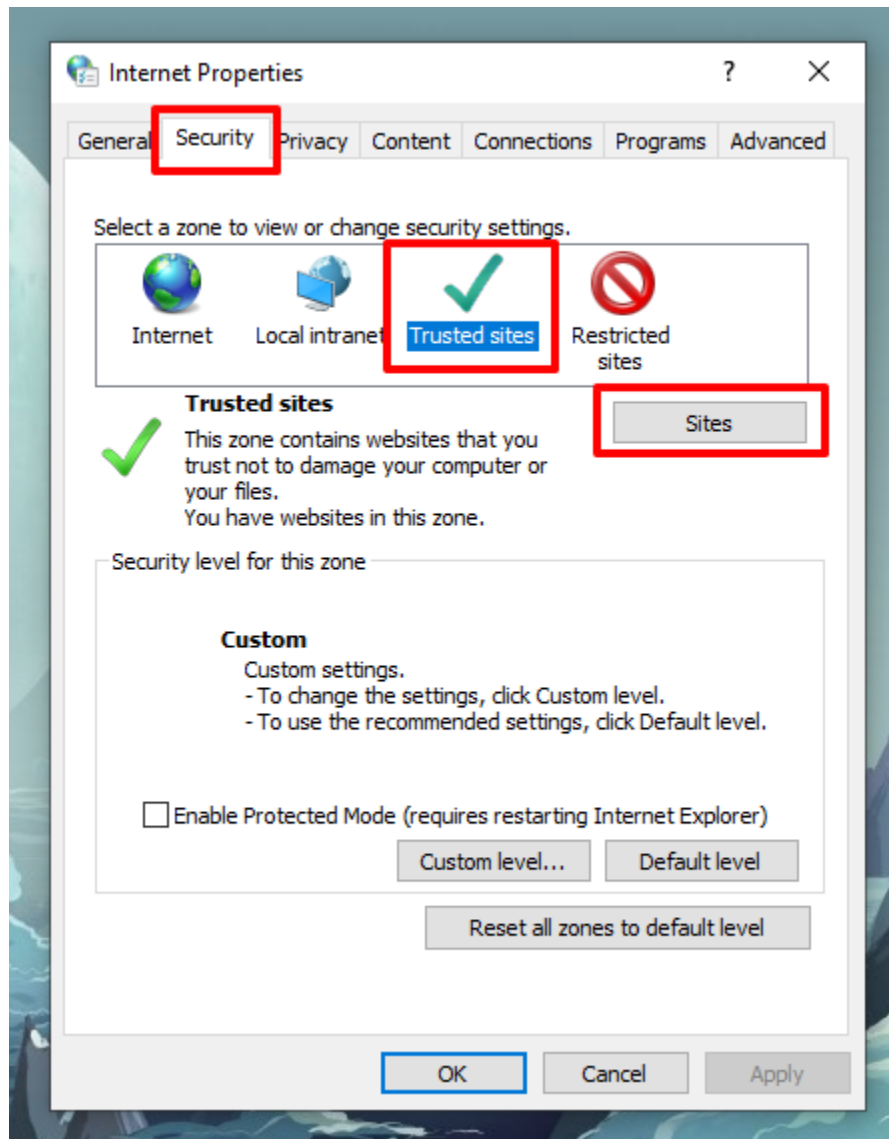 Internet Properties
?
General Security Privacy Content Connections Programs Advanced
Select a zone to view or change security settings.
Internet Local intranet Trusted sites Restricted
sites
Trusted sites
Sites
This zone contains websites that you
trust not to damage your computer or
your files.
You have websites in this zone.
Security level for this zone
Custom
Custom settings.
- To change the settings, click Custom level.
- To use the recommended settings, click Default level.
Enable Protected Mode (requires restarting Internet Explorer)
Custom level... Default level
Reset all zones to default level
OK Cancel Apply